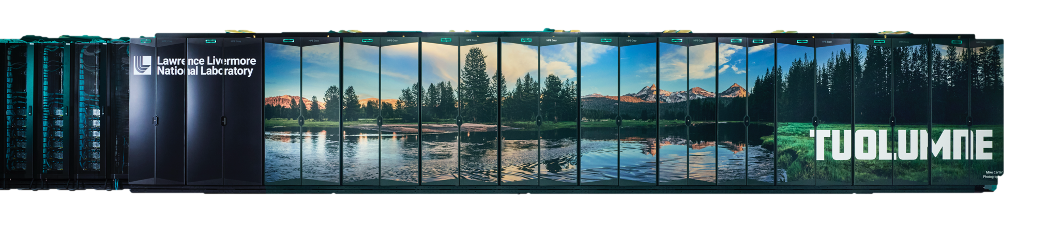 Lawrence Livermore
National Laboratory
TUOLUMNE